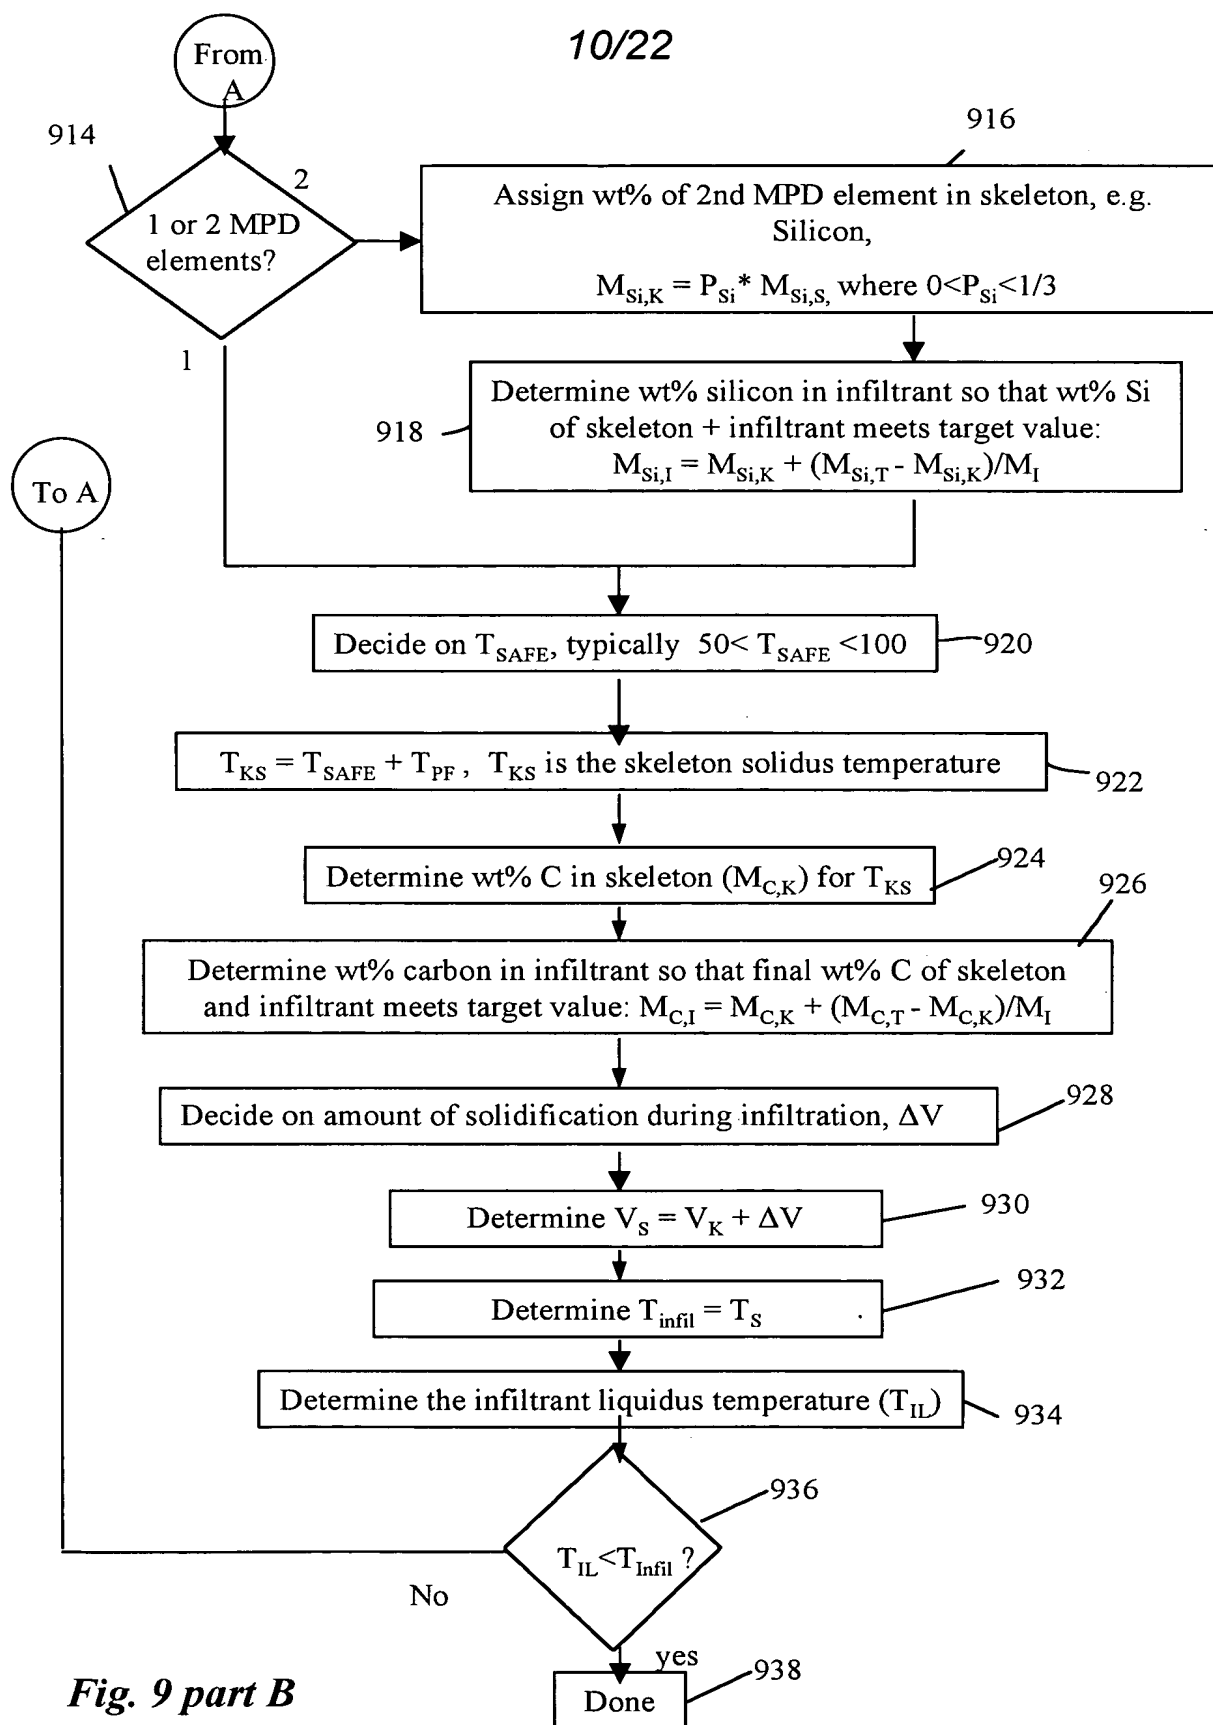 From
A
10/22
914
916
2
1 or 2 MPD
elements?
Assign wt% of 2nd MPD element in skeleton, e.g.
Silicon,
M_Si,K = P_Si* M_Si,S, where 0<P_Si<1/3
1
918
Determine wt% silicon in infiltrant so that wt% Si
of skeleton + infiltrant meets target value:
M_Si,I = M_Si,K + (M_Si,T - M_Si,K)/M_I
To A
Decide on T_SAFE, typically 50< T_SAFE <100
920
T_KS = T_SAFE + T_PF , T_KS is the skeleton solidus temperature
922
Determine wt% C in skeleton (M_C,K) for T_KS
924
926
Determine wt% carbon in infiltrant so that final wt% C of skeleton
and infiltrant meets target value: M_C,I = M_C,K + (M_C,T - M_C,K)/M_I
Decide on amount of solidification during infiltration, ΔV
928
Determine V_S = V_K + ΔV
930
Determine T_infil = T_S
932
Determine the infiltrant liquidus temperature (T_IL)
934
936
T_IL<T_Infil ?
No
yes
938
Done
Fig. 9 part B